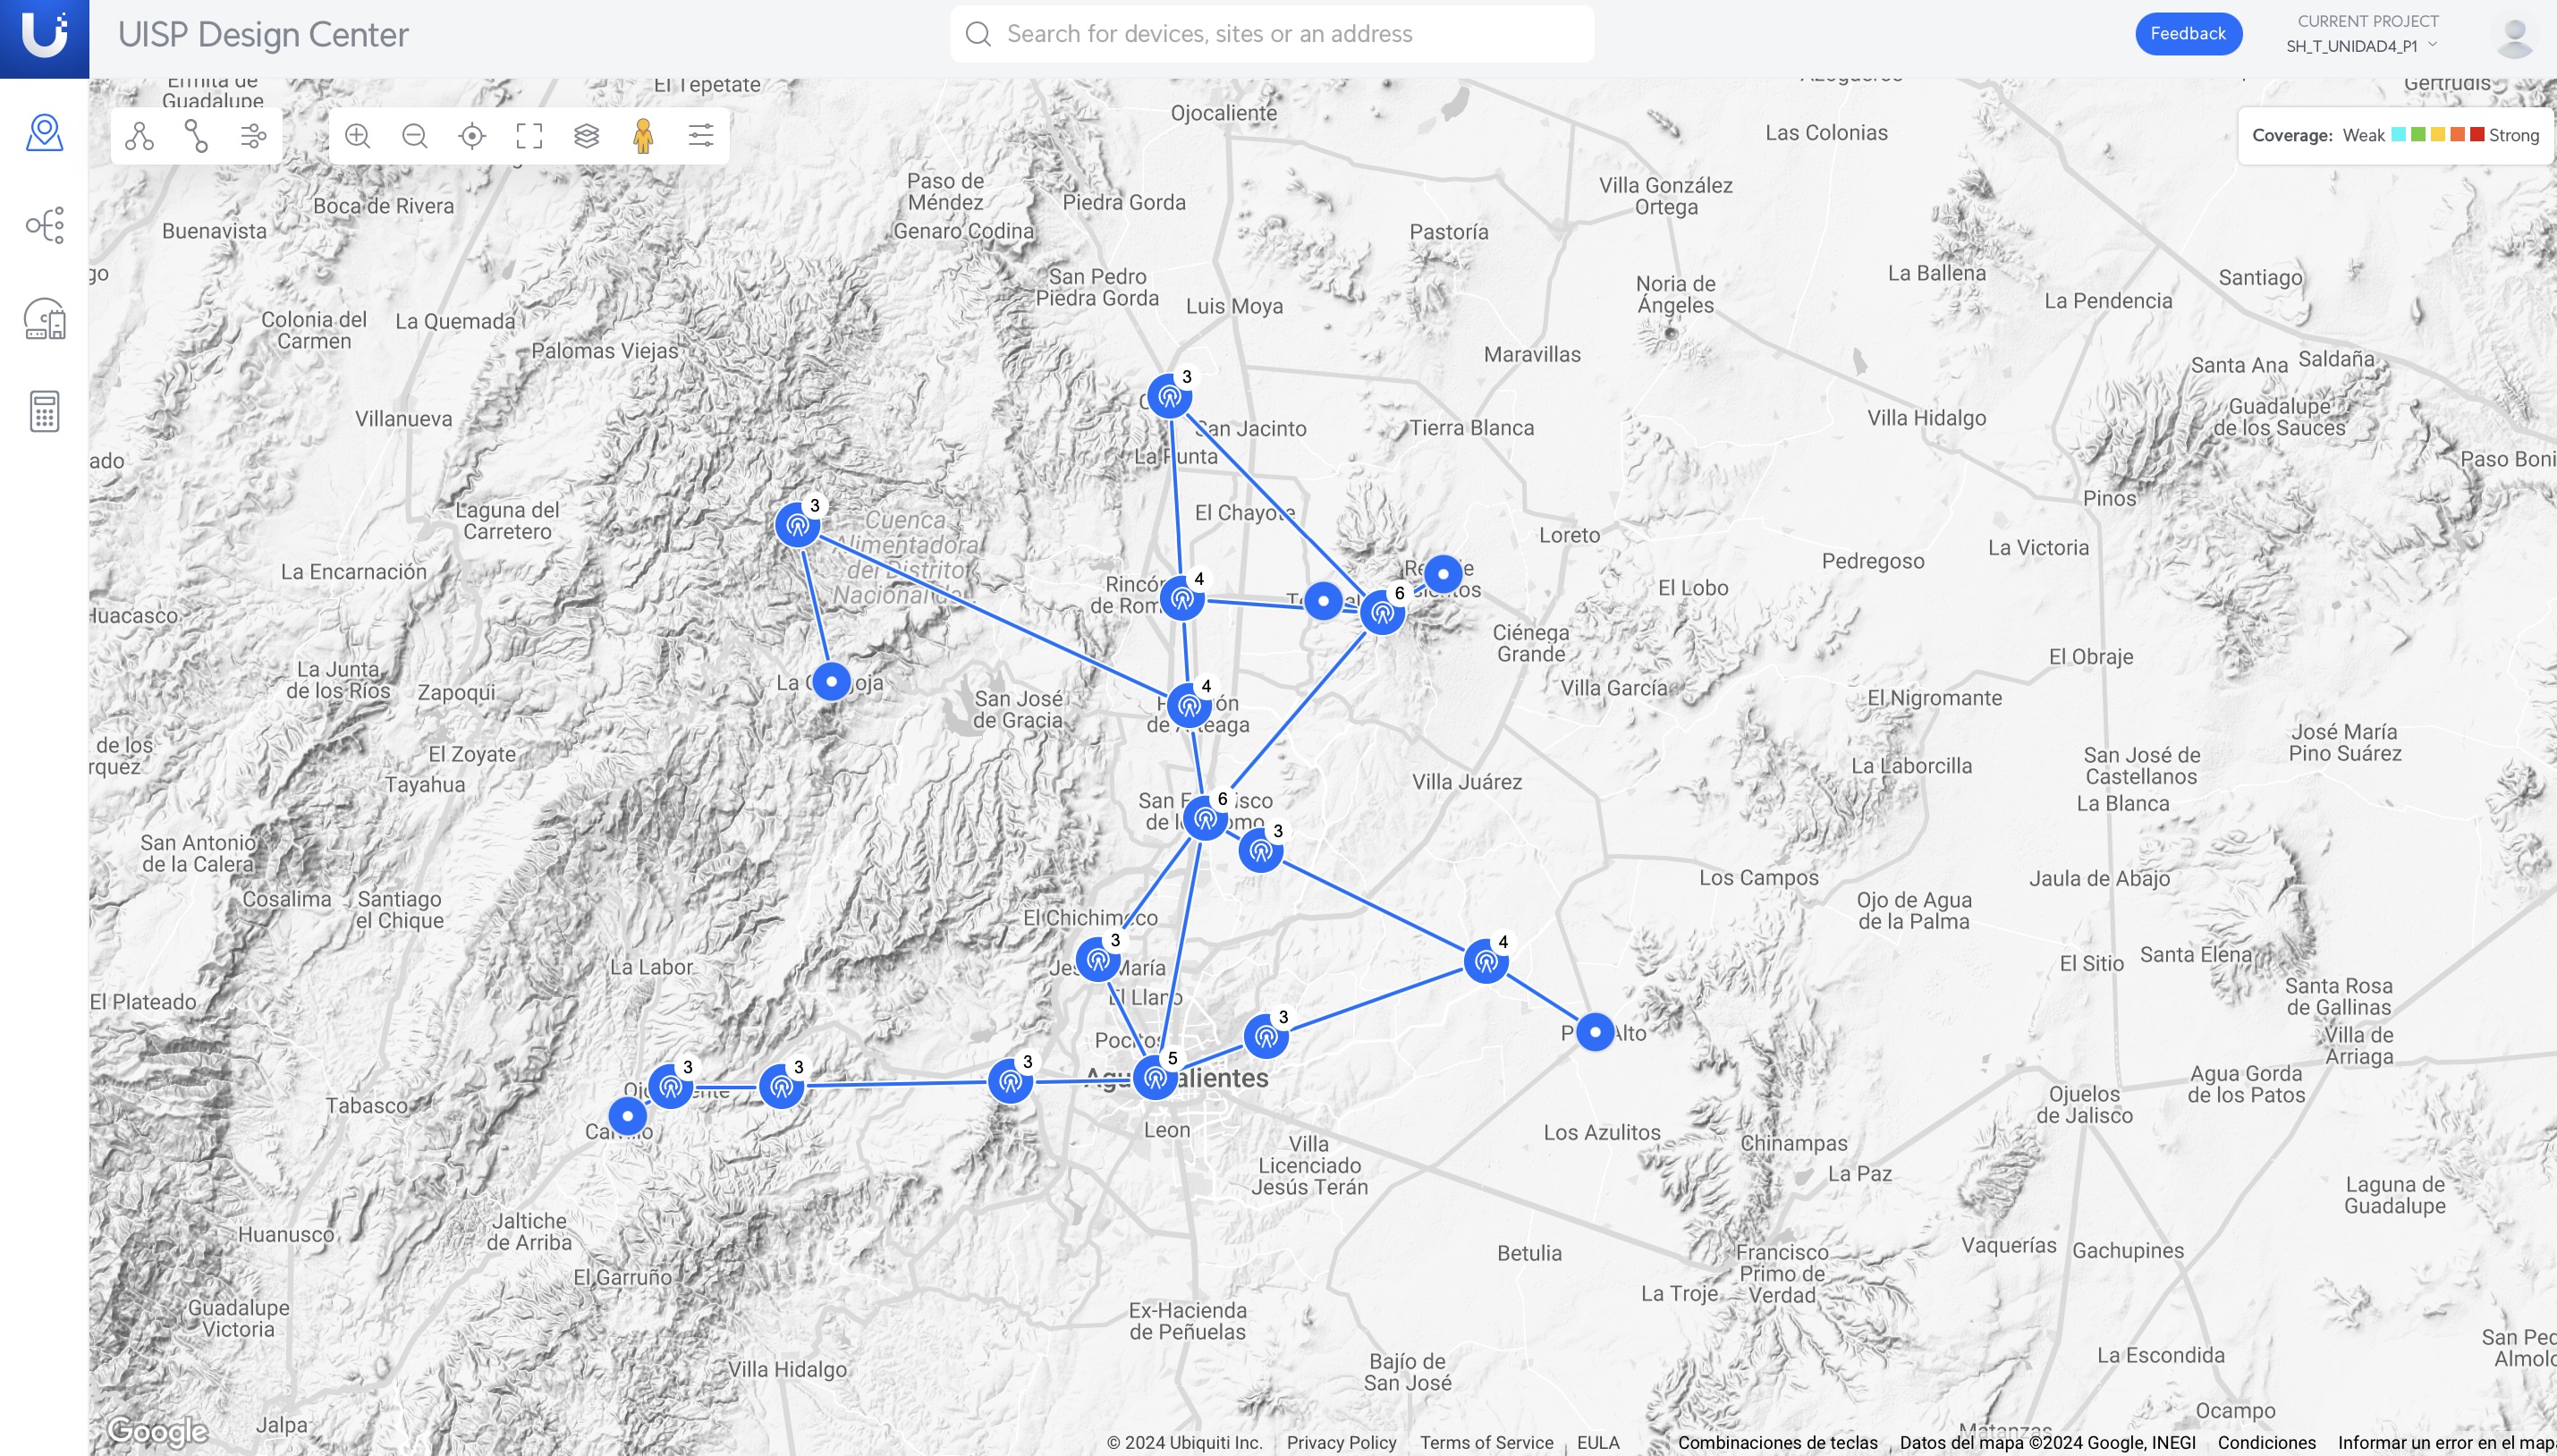 UISP Design Center
Search for devices, sites or an address
Feedback
CURRENT PROJECT
SH_T_UNIDAD4_P1
Coverage: Weak Strong
Ermita de
Guadalupe
El Tepetate
Ojocaliente
Gertrudis
Las Colonias
Paso de
Méndez
Villa González
Ortega
Boca de Rivera
Piedra Gorda
Buenavista
Genaro Codina
Pastoría
go
San Pedro
Piedra Gorda
Noria de
Ángeles
La Ballena
Santiago
La Pendencia
Luis Moya
Colonia del
Carmen
La Quemada
Palomas Viejas
Maravillas
Santa Ana
Saldaña
3
Villanueva
San Jacinto
Tierra Blanca
Villa Hidalgo
Guadalupe
de los Sauces
La Punta
ado
Paso Boni
Pinos
3
Laguna del
Carretero
Cuenca
Alimentadora
del Distrito
Nacional de
El Chayote
Loreto
La Victoria
Pedregoso
La Encarnación
4
6
Rincón
de Rom
El Lobo
Huacasco
Ciénega
Grande
El Obraje
La Junta
de los Ríos
Zapoqui
San José
de Gracia
4
Villa García
El Nigromante
de los
rquez
El Zoyate
Tayahua
Villa Juárez
La Laborcilla
San José de
Castellanos
José María
Pino Suárez
La Blanca
6
3
San Antonio
de la Calera
Cosalima
Santiago
el Chique
Los Campos
Jaula de Abajo
Ojo de Agua
de la Palma
El Chichimeco
3
4
La Labor
El Sitio
Santa Elena
El Plateado
El Llano
Santa Rosa
de Gallinas
3
Pocitos
Villa de
Arriaga
3
3
3
5
Tabasco
Leon
Agua Gorda
de los Patos
Ojuelos
de Jalisco
Los Azulitos
Chinampas
Villa
Licenciado
Jesús Terán
La Paz
Laguna de
Guadalupe
Huanusco
Jaltiche
de Arriba
El Garruño
Betulia
Vaquerías
Gachupines
Francisco
Primo de
Verdad
La Troje
Guadalupe
Victoria
Ex-Hacienda
de Peñuelas
San Ped
Almolo
Villa Hidalgo
Bajío de
San José
La Escondida
Jalpa
Ocampo
Matanzas
Google
© 2024 Ubiquiti Inc. Privacy Policy Terms of Service EULA Combinaciones de teclas Datos del mapa ©2024 Google, INEGI Condiciones Informar un error en el map